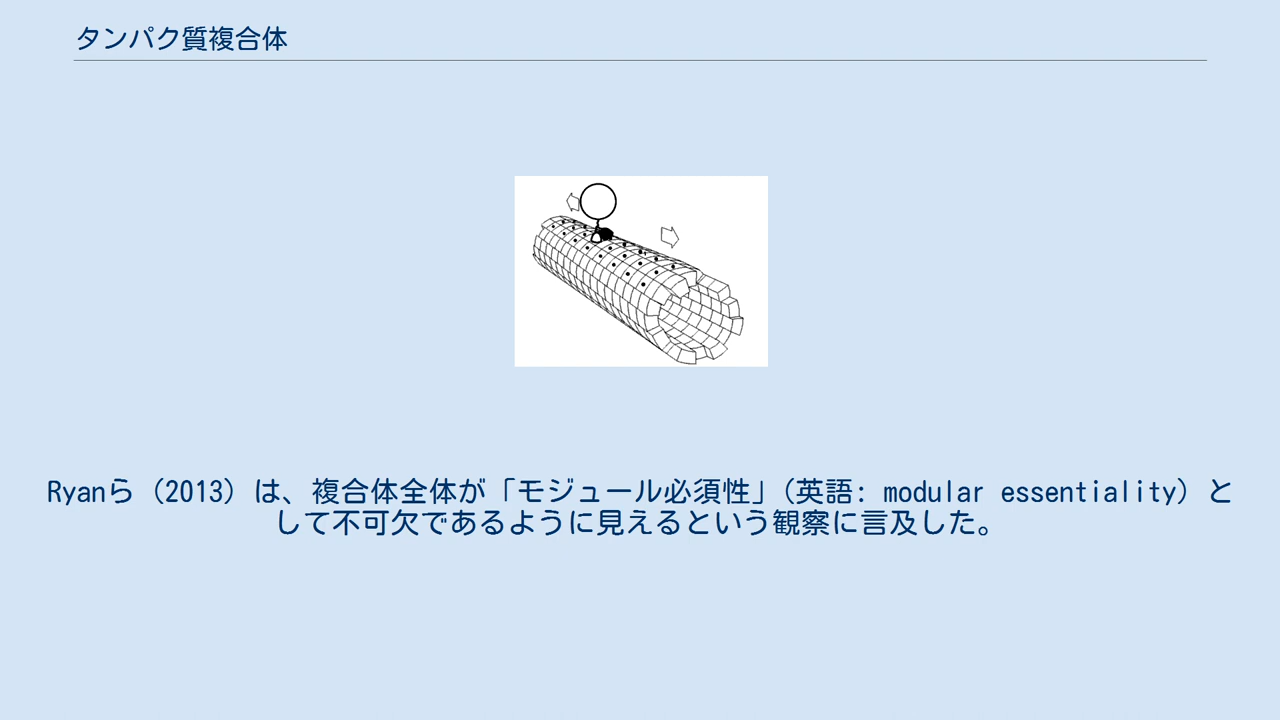 タンパク質複合体
Ryanら（2013）は、複合体全体が「モジュール必須性」（英語: modular essentiality）と
して不可欠であるように見えるという観察に言及した。